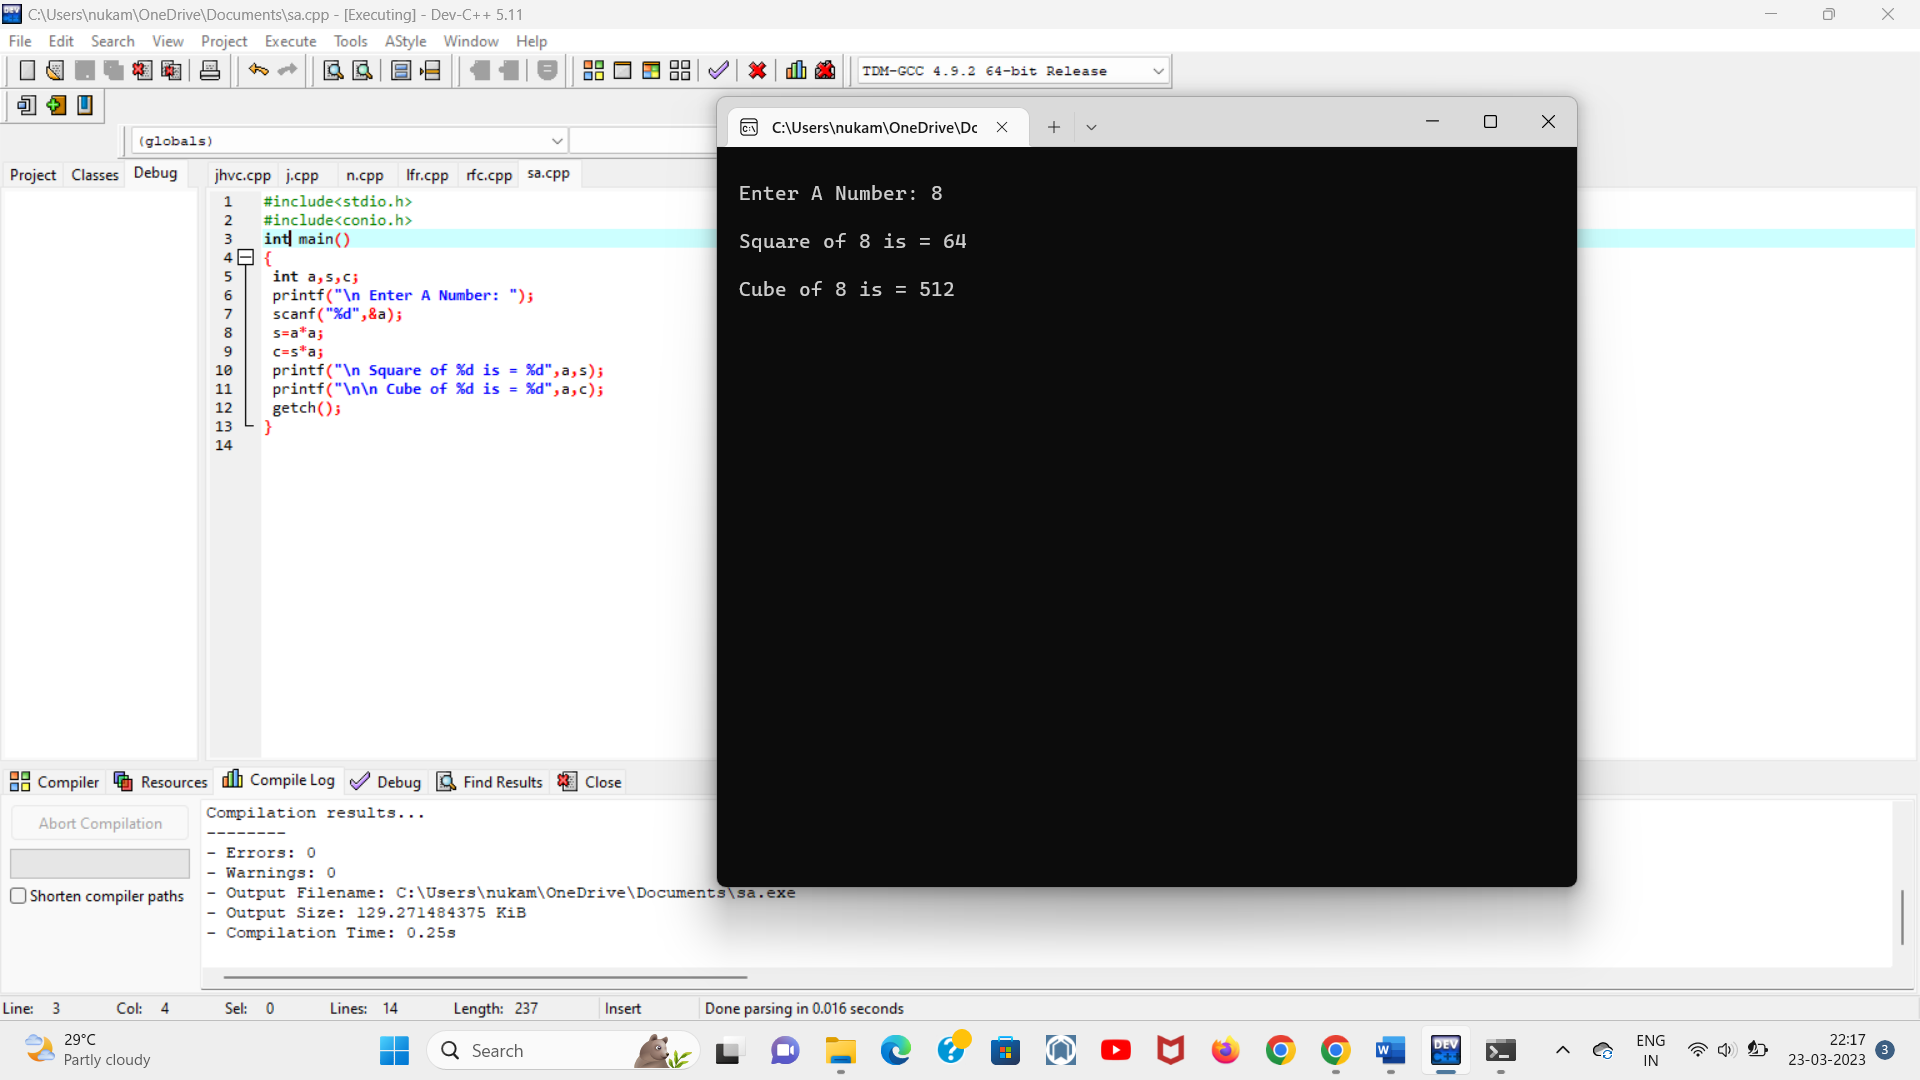 C:\Users\nukam\OneDrive\Documents\sa.cpp - [Executing] - Dev-C++ 5.11
File Edit Search View Project Execute Tools AStyle Window Help
TDM-GCC 4.9.2 64-bit Release
(globals)
Project Classes Debug
jhvc.cpp j.cpp n.cpp lfr.cpp rfc.cpp sa.cpp
1 #include<stdio.h>
2 #include<conio.h>
3 int main()
4 {
5 int a,s,c;
6 printf("\n Enter A Number: ");
7 scanf("%d",&a);
8 s=a*a;
9 c=s*a;
10 printf("\n Square of %d is = %d",a,s);
11 printf("\n\n Cube of %d is = %d",a,c);
12 getch();
13 }
14
C:\Users\nukam\OneDrive\Dc
Enter A Number: 8
Square of 8 is = 64
Cube of 8 is = 512
Compiler Resources Compile Log Debug Find Results Close
Abort Compilation
Shorten compiler paths
Compilation results...
--------
- Errors: 0
- Warnings: 0
- Output Filename: C:\Users\nukam\OneDrive\Documents\sa.exe
- Output Size: 129.271484375 KiB
- Compilation Time: 0.25s
Line: 3 Col: 4 Sel: 0 Lines: 14 Length: 237 Insert Done parsing in 0.016 seconds
29°C
Partly cloudy
Search
DEV
C++
ENG
IN
22:17
23-03-2023
3